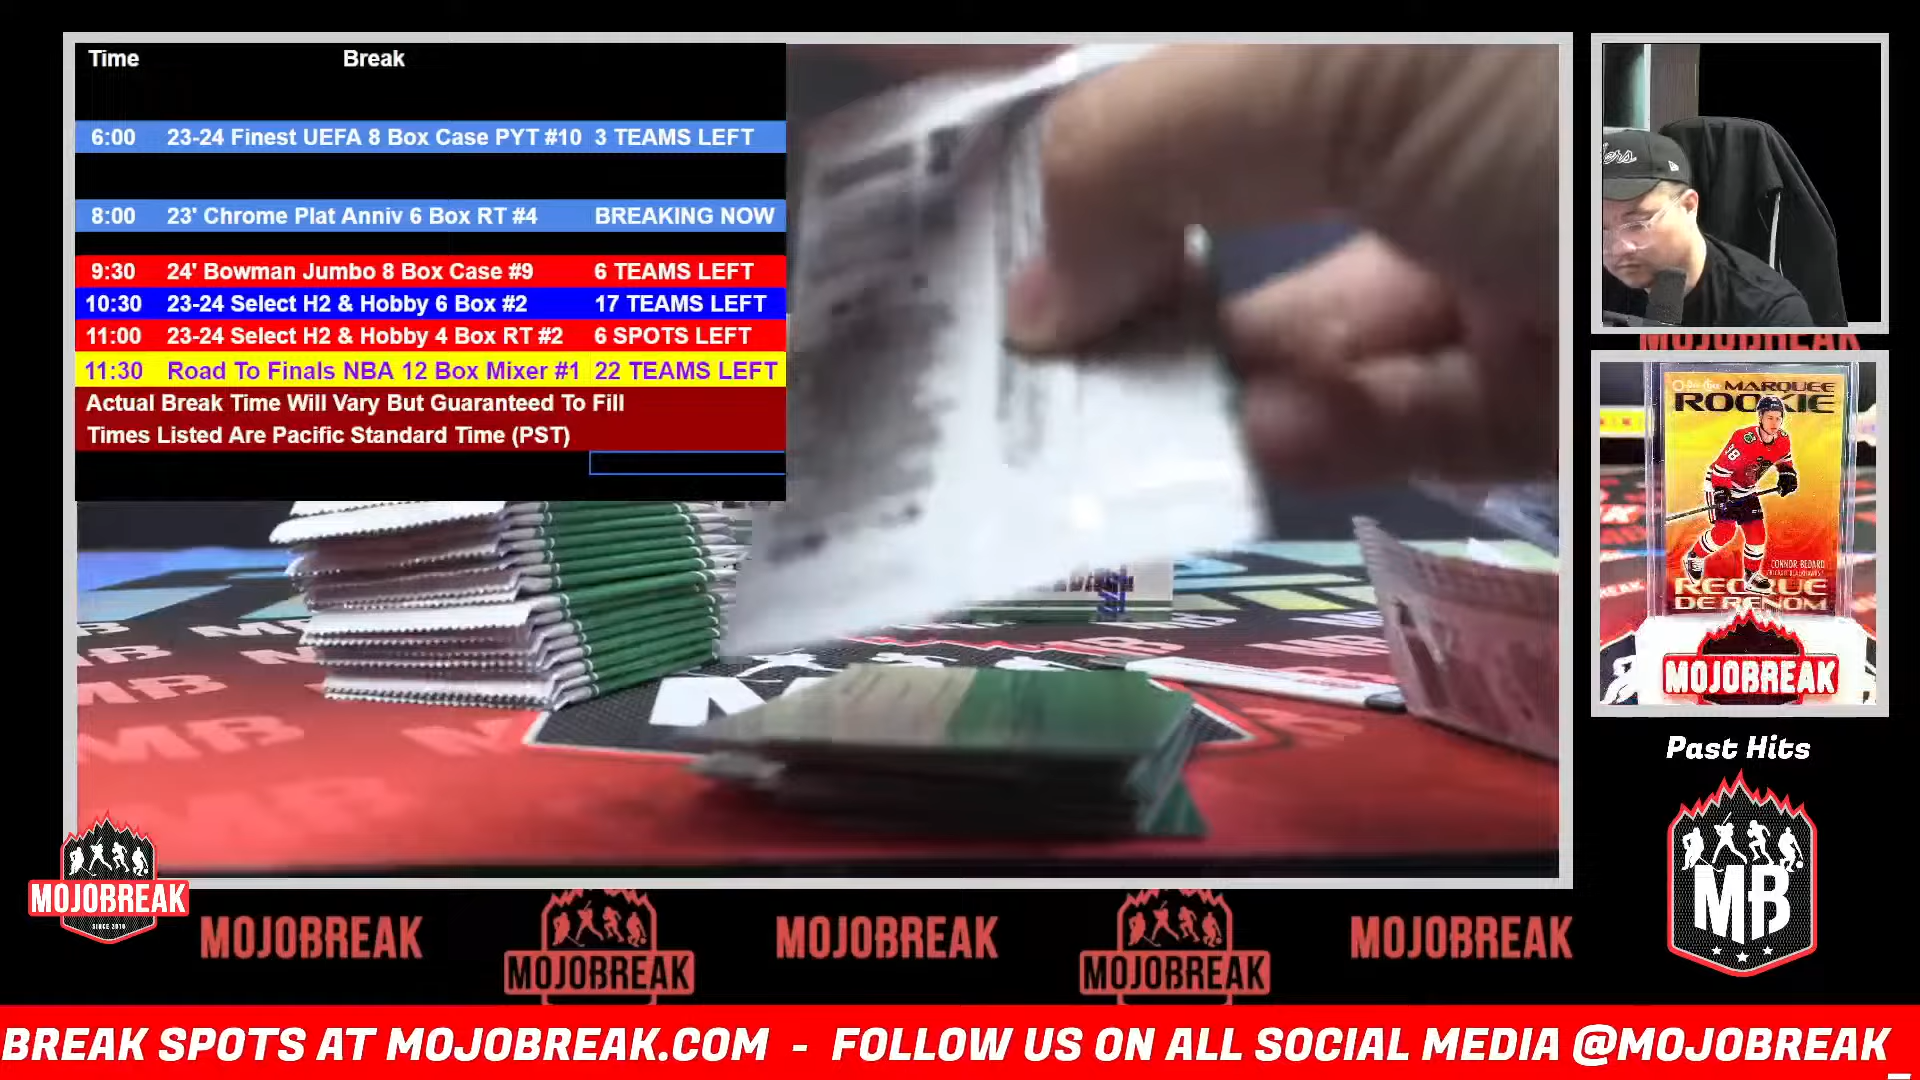 Time Break
6:00 23-24 Finest UEFA 8 Box Case PYT #10 3 TEAMS LEFT
8:00 23' Chrome Plat Anniv 6 Box RT #4 BREAKING NOW
9:30 24' Bowman Jumbo 8 Box Case #9 6 TEAMS LEFT
10:30 23-24 Select H2 & Hobby 6 Box #2 17 TEAMS LEFT
11:00 23-24 Select H2 & Hobby 4 Box RT #2 6 SPOTS LEFT
11:30 Road To Finals NBA 12 Box Mixer #1 22 TEAMS LEFT
Actual Break Time Will Vary But Guaranteed To Fill
Times Listed Are Pacific Standard Time (PST)
MARQUEE
ROOKIE
CONNOR BEDARD
DE RENOM
MOJOBREAK
Past Hits
MB
MOJOBREAK
SINCE 2010
MOJOBREAK
MOJOBREAK
MOJOBREAK
MOJOBREAK
MOJOBREAK
BREAK SPOTS AT MOJOBREAK.COM - FOLLOW US ON ALL SOCIAL MEDIA @MOJOBREAK